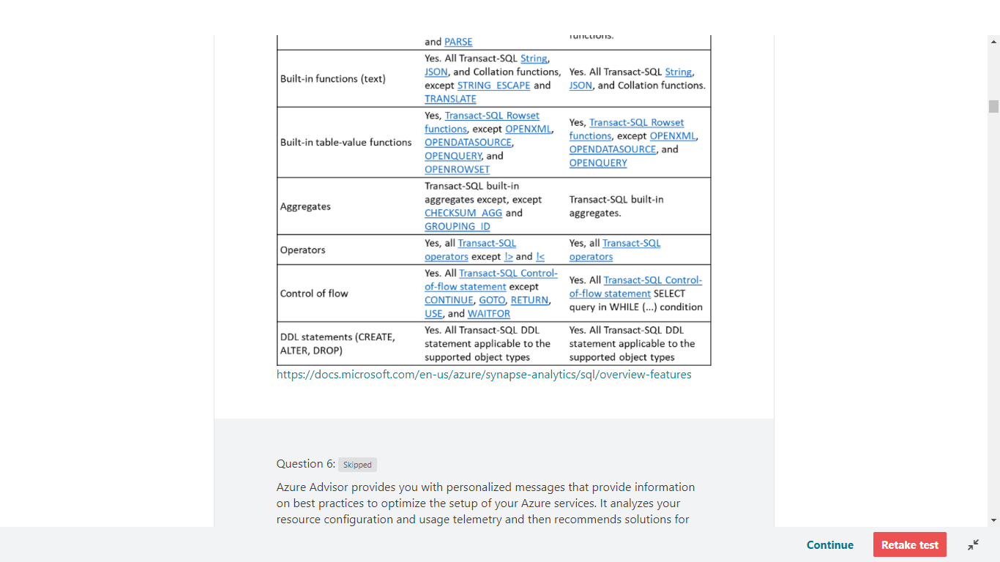 functions.
and PARSE
Built-in functions (text)
Yes. All Transact-SQL String,
JSON, and Collation functions,
except STRING_ESCAPE and
TRANSLATE
Yes. All Transact-SQL String,
JSON, and Collation functions.
Built-in table-value functions
Yes, Transact-SQL Rowset
functions, except OPENXML,
OPENDATASOURCE,
OPENQUERY, and
OPENROWSET
Yes, Transact-SQL Rowset
functions, except OPENXML,
OPENDATASOURCE, and
OPENQUERY
Aggregates
Transact-SQL built-in
aggregates except, except
CHECKSUM_AGG and
GROUPING_ID
Transact-SQL built-in
aggregates.
Operators
Yes, all Transact-SQL
operators except !> and !<
Yes, all Transact-SQL
operators
Control of flow
Yes. All Transact-SQL Control-
of-flow statement except
CONTINUE, GOTO, RETURN,
USE, and WAITFOR
Yes. All Transact-SQL Control-
of-flow statement SELECT
query in WHILE (...) condition
DDL statements (CREATE,
ALTER, DROP)
Yes. All Transact-SQL DDL
statement applicable to the
supported object types
Yes. All Transact-SQL DDL
statement applicable to the
supported object types
https://docs.microsoft.com/en-us/azure/synapse-analytics/sql/overview-features
Question 6: Skipped
Azure Advisor provides you with personalized messages that provide information
on best practices to optimize the setup of your Azure services. It analyzes your
resource configuration and usage telemetry and then recommends solutions for
Continue
Retake test